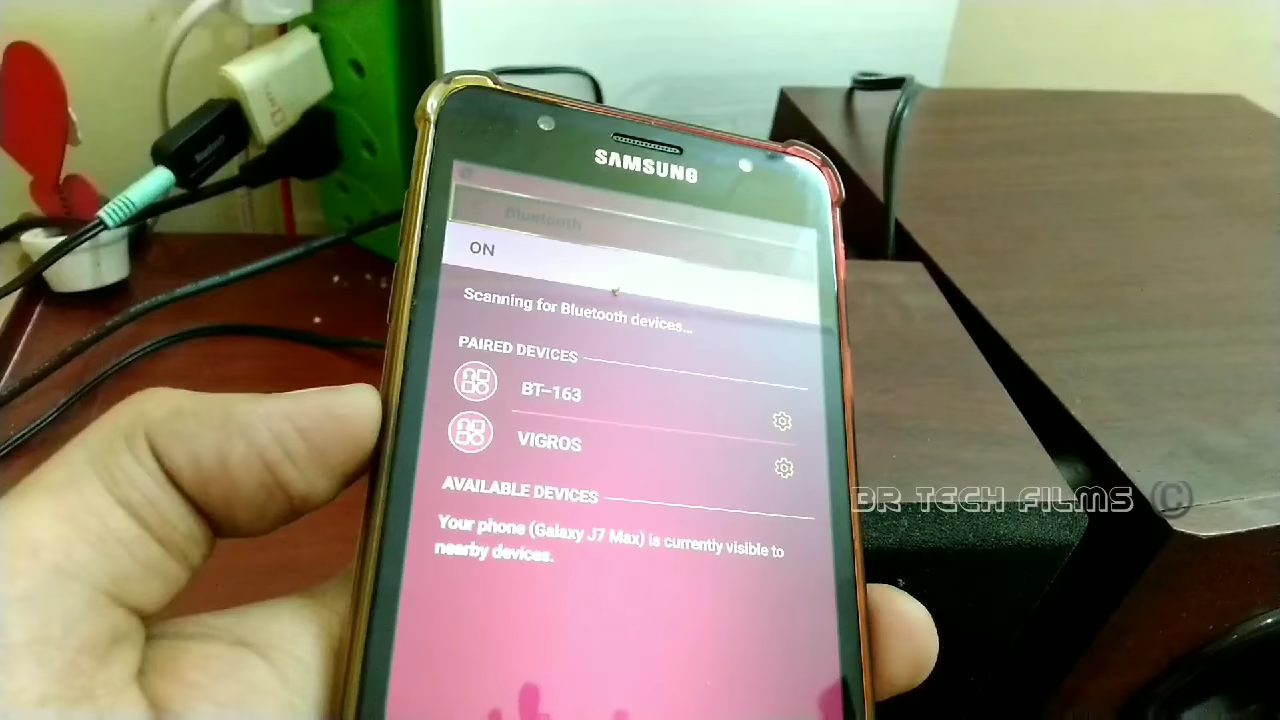 SAMSUNG
Bluetooth
ON
Scanning for Bluetooth devices...
PAIRED DEVICES
BT-163
VIGROS
AVAILABLE DEVICES
Your phone (Galaxy J7 Max) is currently visible to
nearby devices.
BR TECH FILMS ©